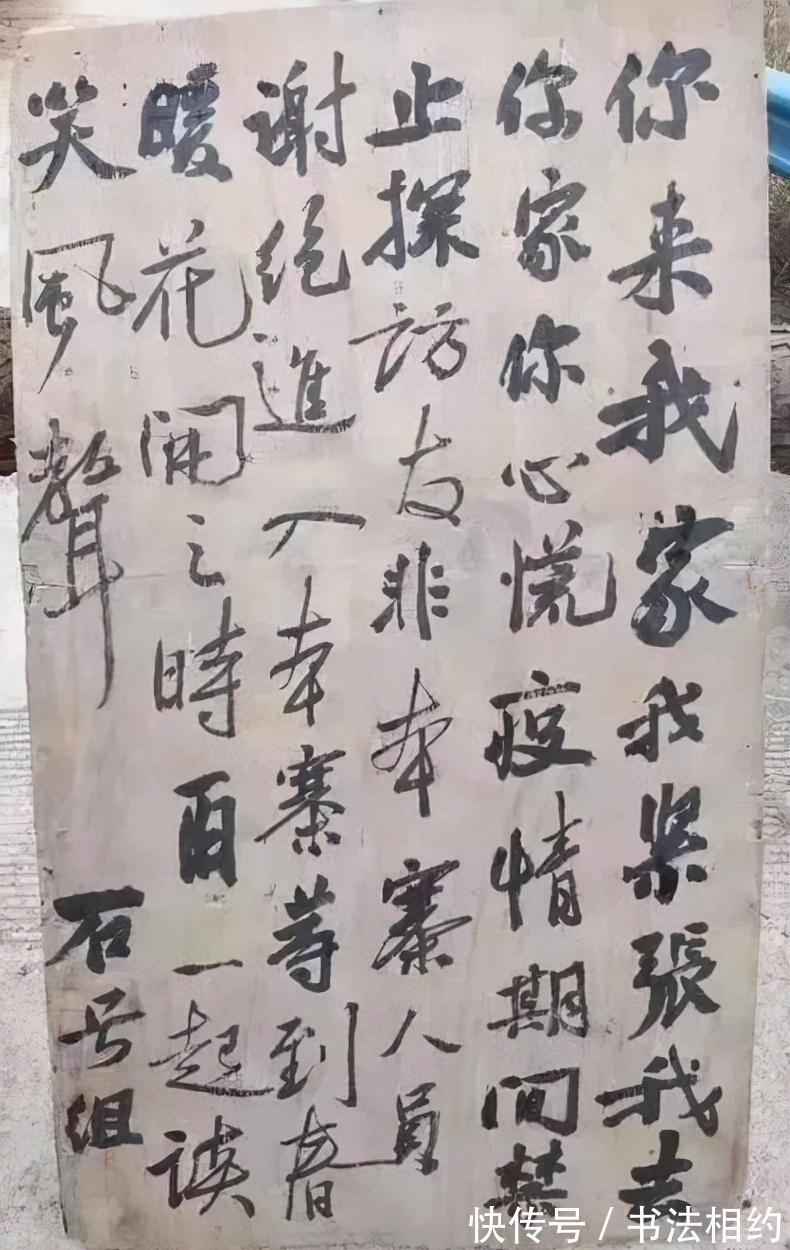 你来我家我紧張我去
你家你心慌疫情期间禁
止探访友非本寨人员
谢绝進入本寨等到春
暖花開之時再一起谈
笑風聲 石号组
快传号 / 书法相约